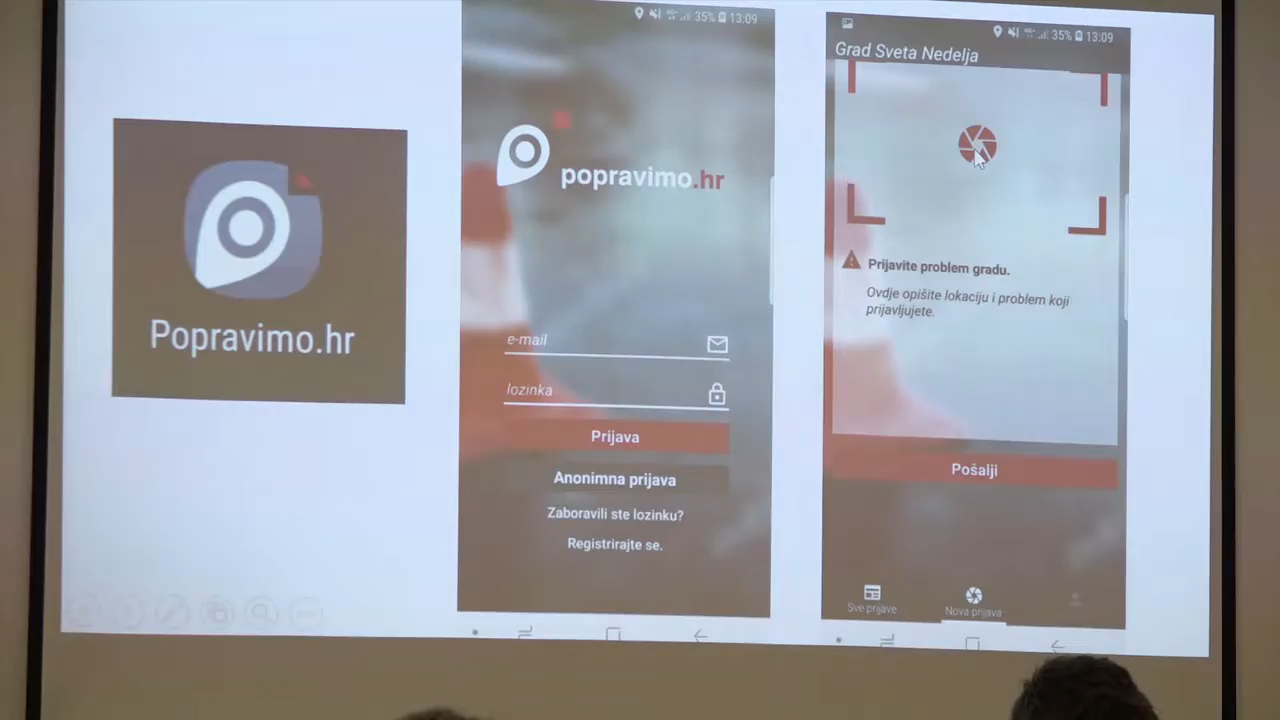 Popravimo.hr
35% 13:09
popravimo.hr
e-mail
lozinka
Prijava
Anonimna prijava
Zaboravili ste lozinku?
Registrirajte se.
35% 13:09
Grad Sveta Nedelja
Prijavite problem gradu.
Ovdje opišite lokaciju i problem koji
prijavljujete.
Pošalji
Sve prijave
Nova prijava